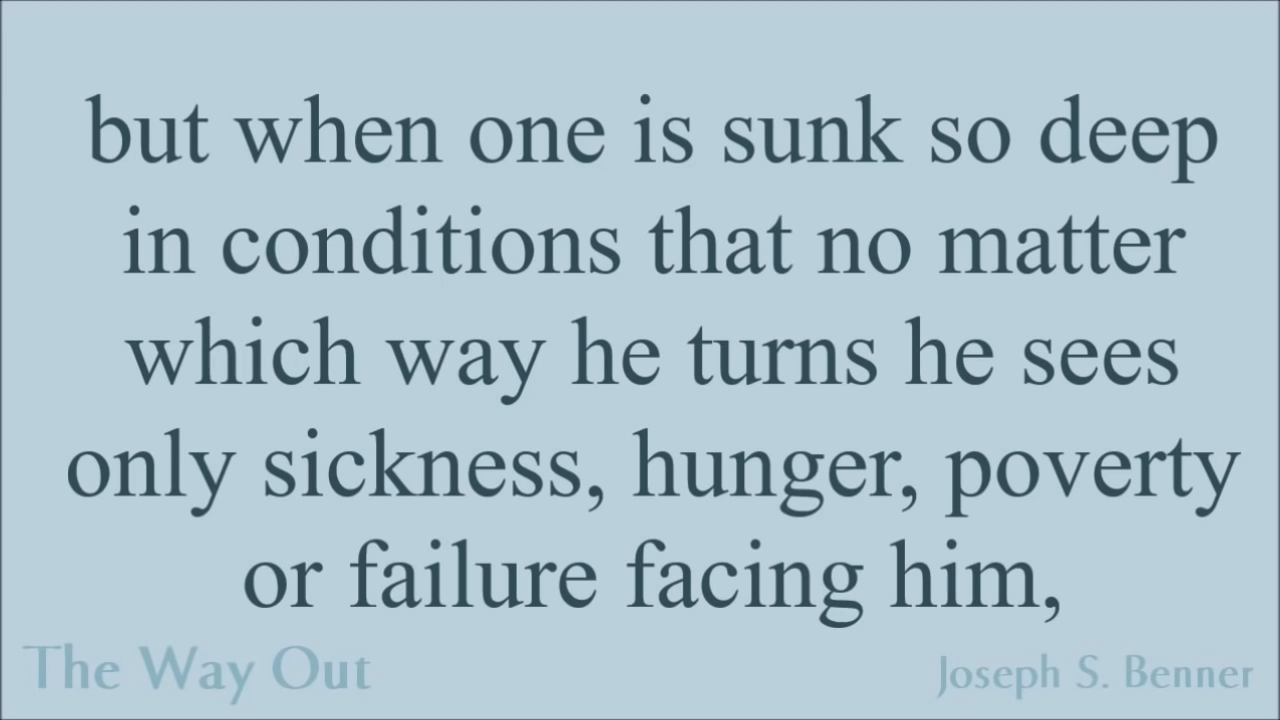 but when one is sunk so deep
in conditions that no matter
which way he turns he sees
only sickness, hunger, poverty
or failure facing him,
The Way Out
Joseph S. Benner